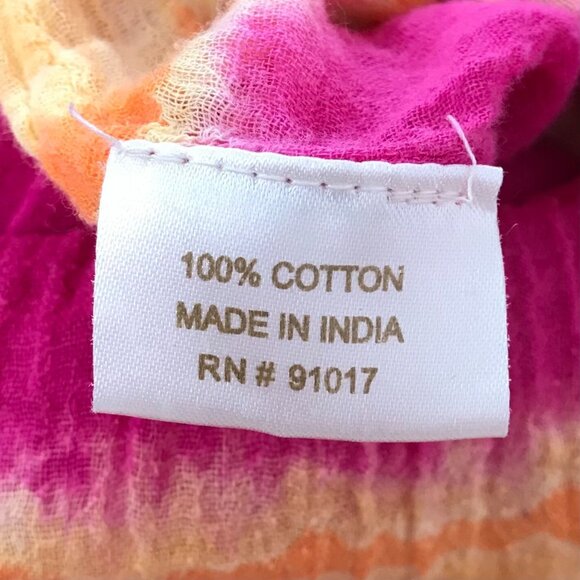 100% COTTON
MADE IN INDIA
RN # 91017